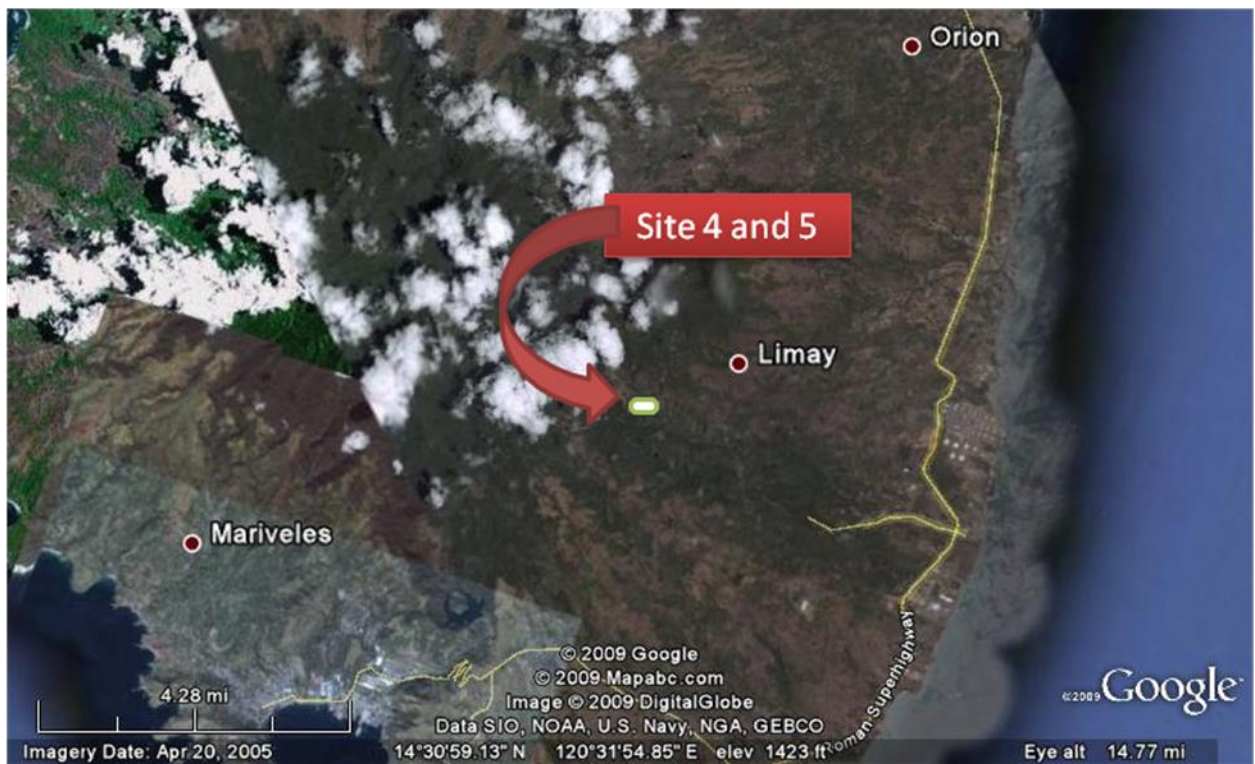 Orion
Site 4 and 5
Limay
Mariveles
Roman Superhighway
© 2009 Google
© 2009 Mapabc.com
Image © 2009 DigitalGlobe
Data SIO, NOAA, U.S. Navy, NGA, GEBCO
4.28 mi
©2009 Google
Imagery Date: Apr 20, 2005 14°30'59.13" N 120°31'54.85" E elev 1423 ft Eye alt 14.77 mi